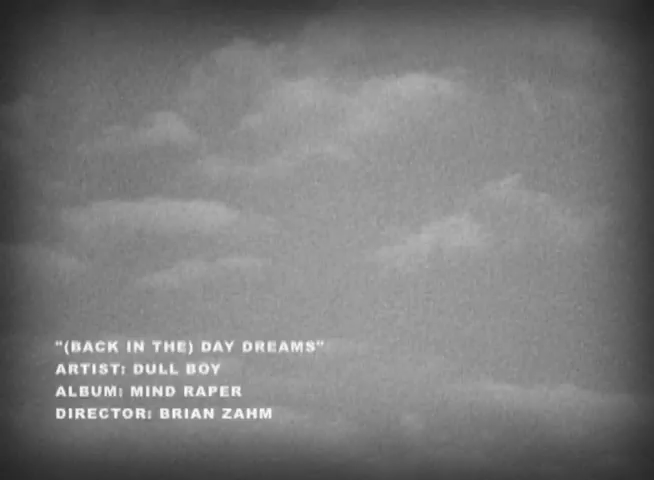 "(BACK IN THE) DAY DREAMS"
ARTIST: DULL BOY
ALBUM: MIND RAPER
DIRECTOR: BRIAN ZAHM